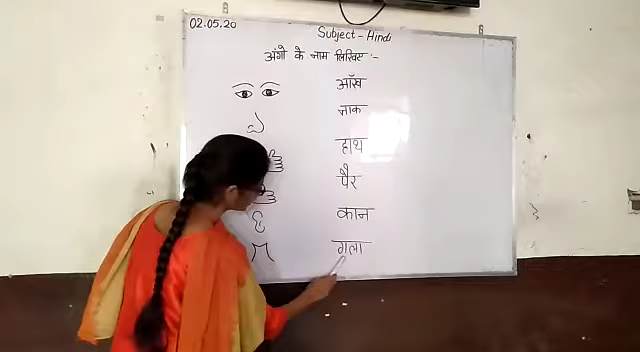 02.05.20
Subject - Hindi
अंगो के नाम लिखिए :-
आँख
नाक
हाथ
पैर
कान
गला